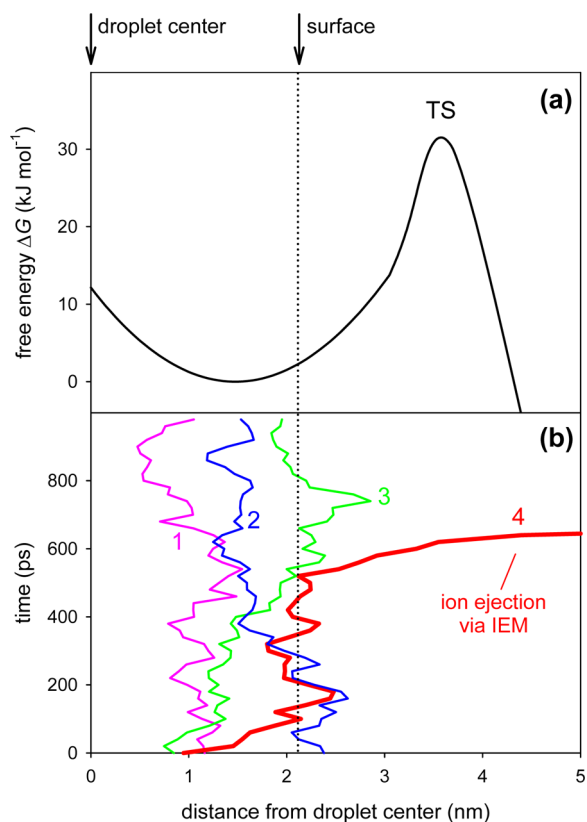 droplet center
surface
(a)
TS
free energy ΔG (kJ mol⁻¹)
30
20
10
0
(b)
800
600
400
200
0
time (ps)
1
2
3
4
ion ejection
via IEM
0
1
2
3
4
5
distance from droplet center (nm)